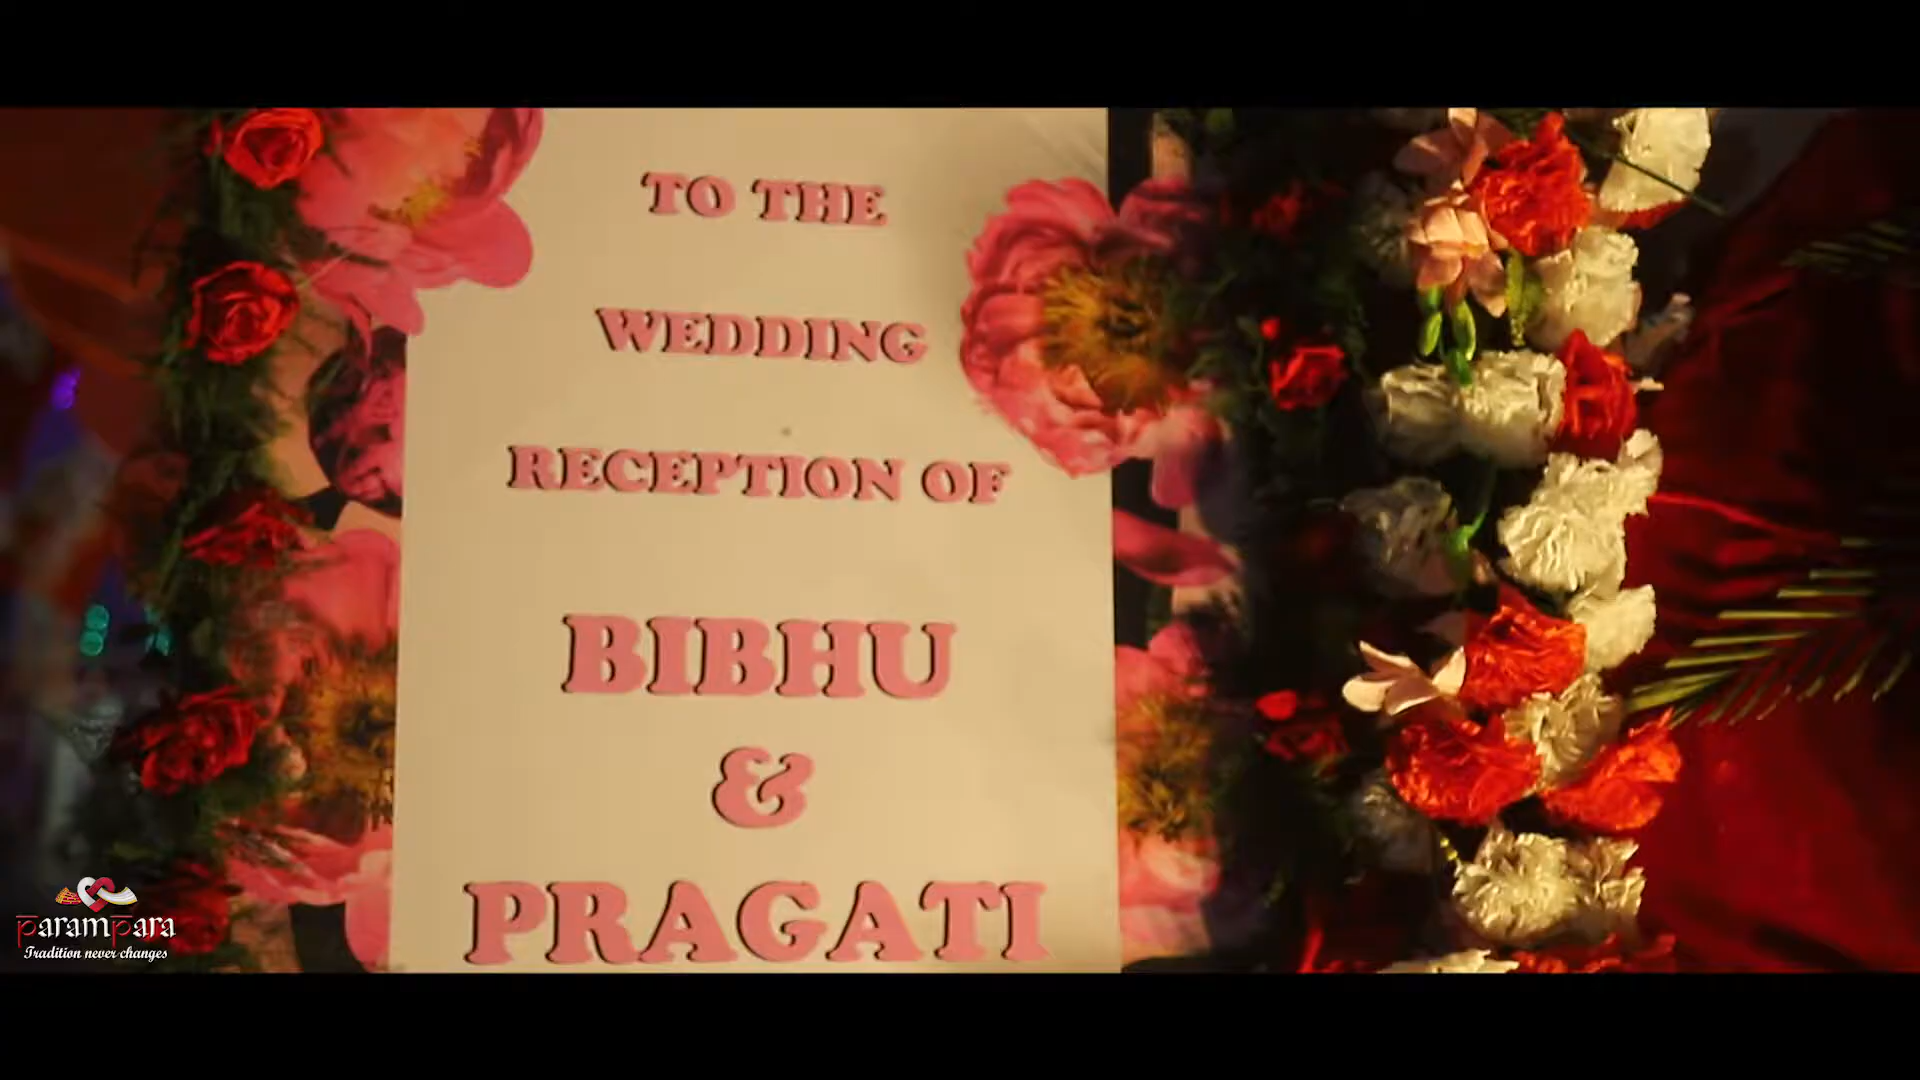 TO THE
WEDDING
RECEPTION OF
BIBHU
&
PRAGATI
parampara
Tradition never changes